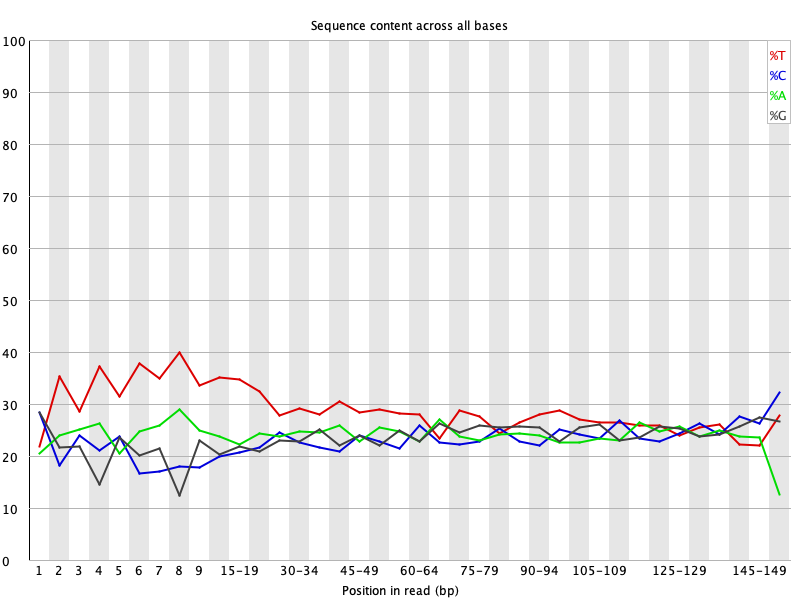 Sequence content across all bases
100
90
80
70
60
50
40
30
20
10
0
%T
%C
%A
%G
1 2 3 4 5 6 7 8 9 15-19 30-34 45-49 60-64 75-79 90-94 105-109 125-129 145-149
Position in read (bp)